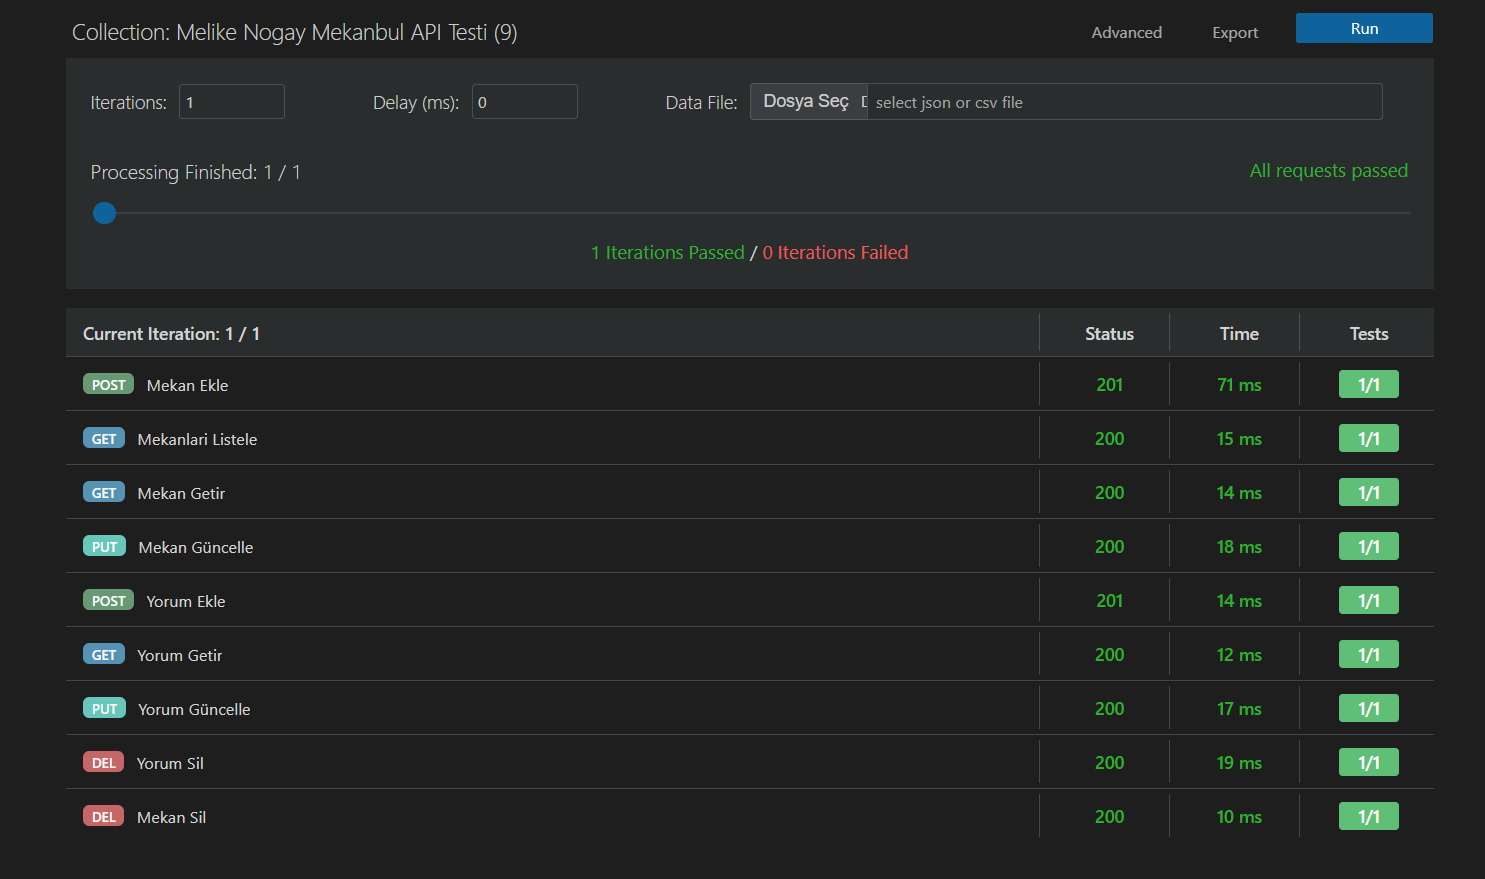 Collection: Melike Nogay Mekanbul API Testi (9) Advanced Export Run
Iterations: 1 Delay (ms): 0 Data File: Dosya Seç select json or csv file
Processing Finished: 1 / 1 All requests passed
1 Iterations Passed / 0 Iterations Failed
Current Iteration: 1 / 1 Status Time Tests
POST Mekan Ekle 201 71 ms 1/1
GET Mekanlari Listele 200 15 ms 1/1
GET Mekan Getir 200 14 ms 1/1
PUT Mekan Güncelle 200 18 ms 1/1
POST Yorum Ekle 201 14 ms 1/1
GET Yorum Getir 200 12 ms 1/1
PUT Yorum Güncelle 200 17 ms 1/1
DEL Yorum Sil 200 19 ms 1/1
DEL Mekan Sil 200 10 ms 1/1